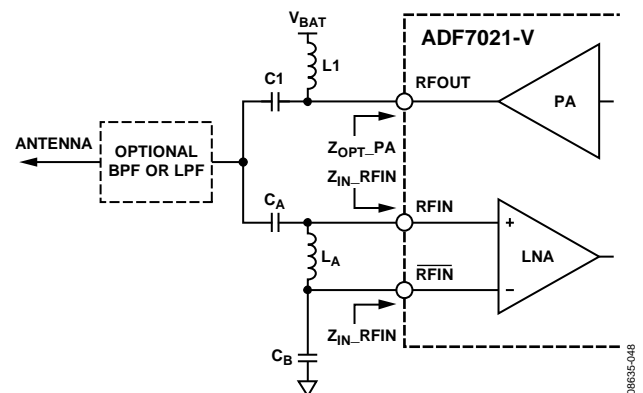 VBAT
ADF7021-V
L1
C1
RFOUT
PA
ZOPT_PA
ANTENNA
OPTIONAL
BPF OR LPF
ZIN_RFIN
CA
RFIN
+
LA
LNA
RFIN
–
ZIN_RFIN
CB
08635-048